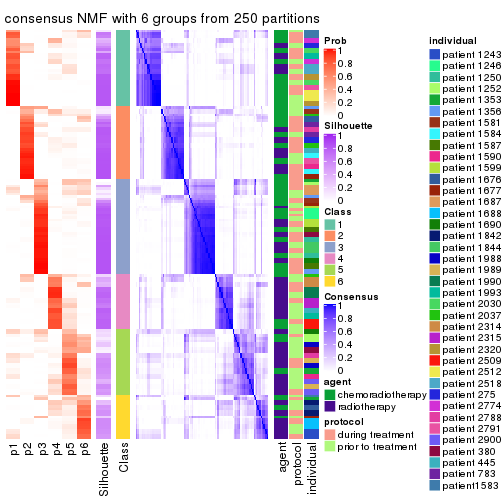 consensus NMF with 6 groups from 250 partitions
p1
p2
p3
p4
p5
p6
Silhouette
Class
agent
protocol
individual
Prob
1
0.8
0.6
0.4
0.2
0
Silhouette
1
0.8
0.6
0.4
0.2
0
Class
1
2
3
4
5
6
Consensus
1
0.8
0.6
0.4
0.2
0
agent
chemoradiotherapy
radiotherapy
protocol
during treatment
prior to treatment
individual
patient 1243
patient 1246
patient 1250
patient 1252
patient 1353
patient 1356
patient 1581
patient 1584
patient 1587
patient 1590
patient 1599
patient 1676
patient 1677
patient 1687
patient 1688
patient 1690
patient 1842
patient 1844
patient 1988
patient 1989
patient 1990
patient 1993
patient 2030
patient 2037
patient 2314
patient 2315
patient 2320
patient 2509
patient 2512
patient 2518
patient 275
patient 2774
patient 2788
patient 2791
patient 2900
patient 380
patient 445
patient 783
patient1583